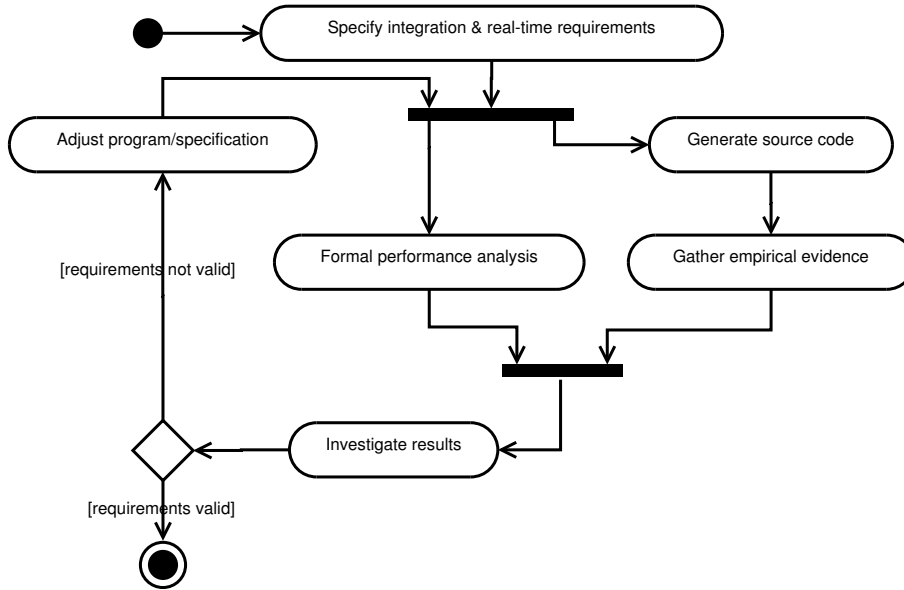 Specify integration & real-time requirements
Adjust program/specification
Generate source code
Formal performance analysis
Gather empirical evidence
[requirements not valid]
Investigate results
[requirements valid]